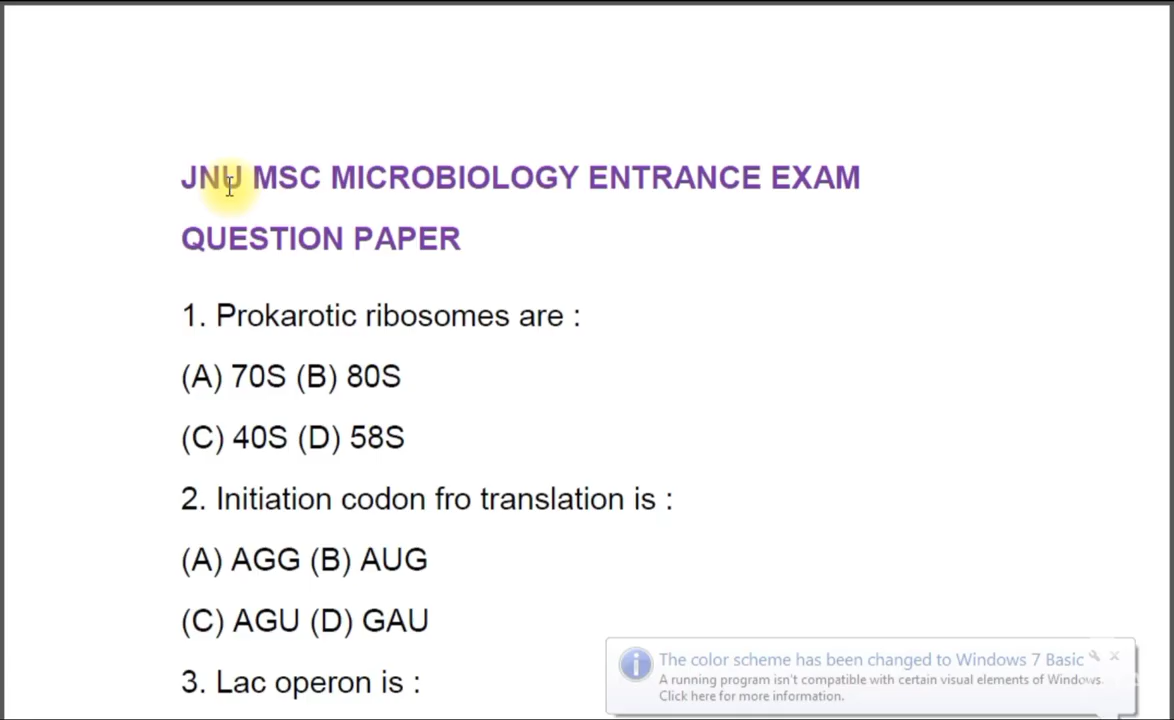 JNU MSC MICROBIOLOGY ENTRANCE EXAM
QUESTION PAPER
1. Prokarotic ribosomes are :
(A) 70S (B) 80S
(C) 40S (D) 58S
2. Initiation codon fro translation is :
(A) AGG (B) AUG
(C) AGU (D) GAU
3. Lac operon is :
The color scheme has been changed to Windows 7 Basic
A running program isn't compatible with certain visual elements of Windows.
Click here for more information.